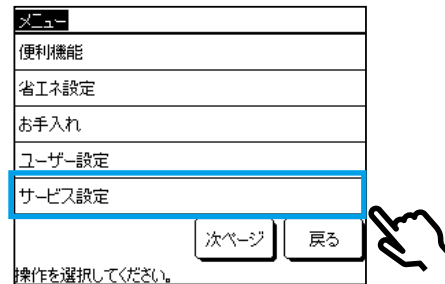 メニュー
便利機能
省エネ設定
お手入れ
ユーザー設定
サービス設定
次ページ 戻る
操作を選択してください。